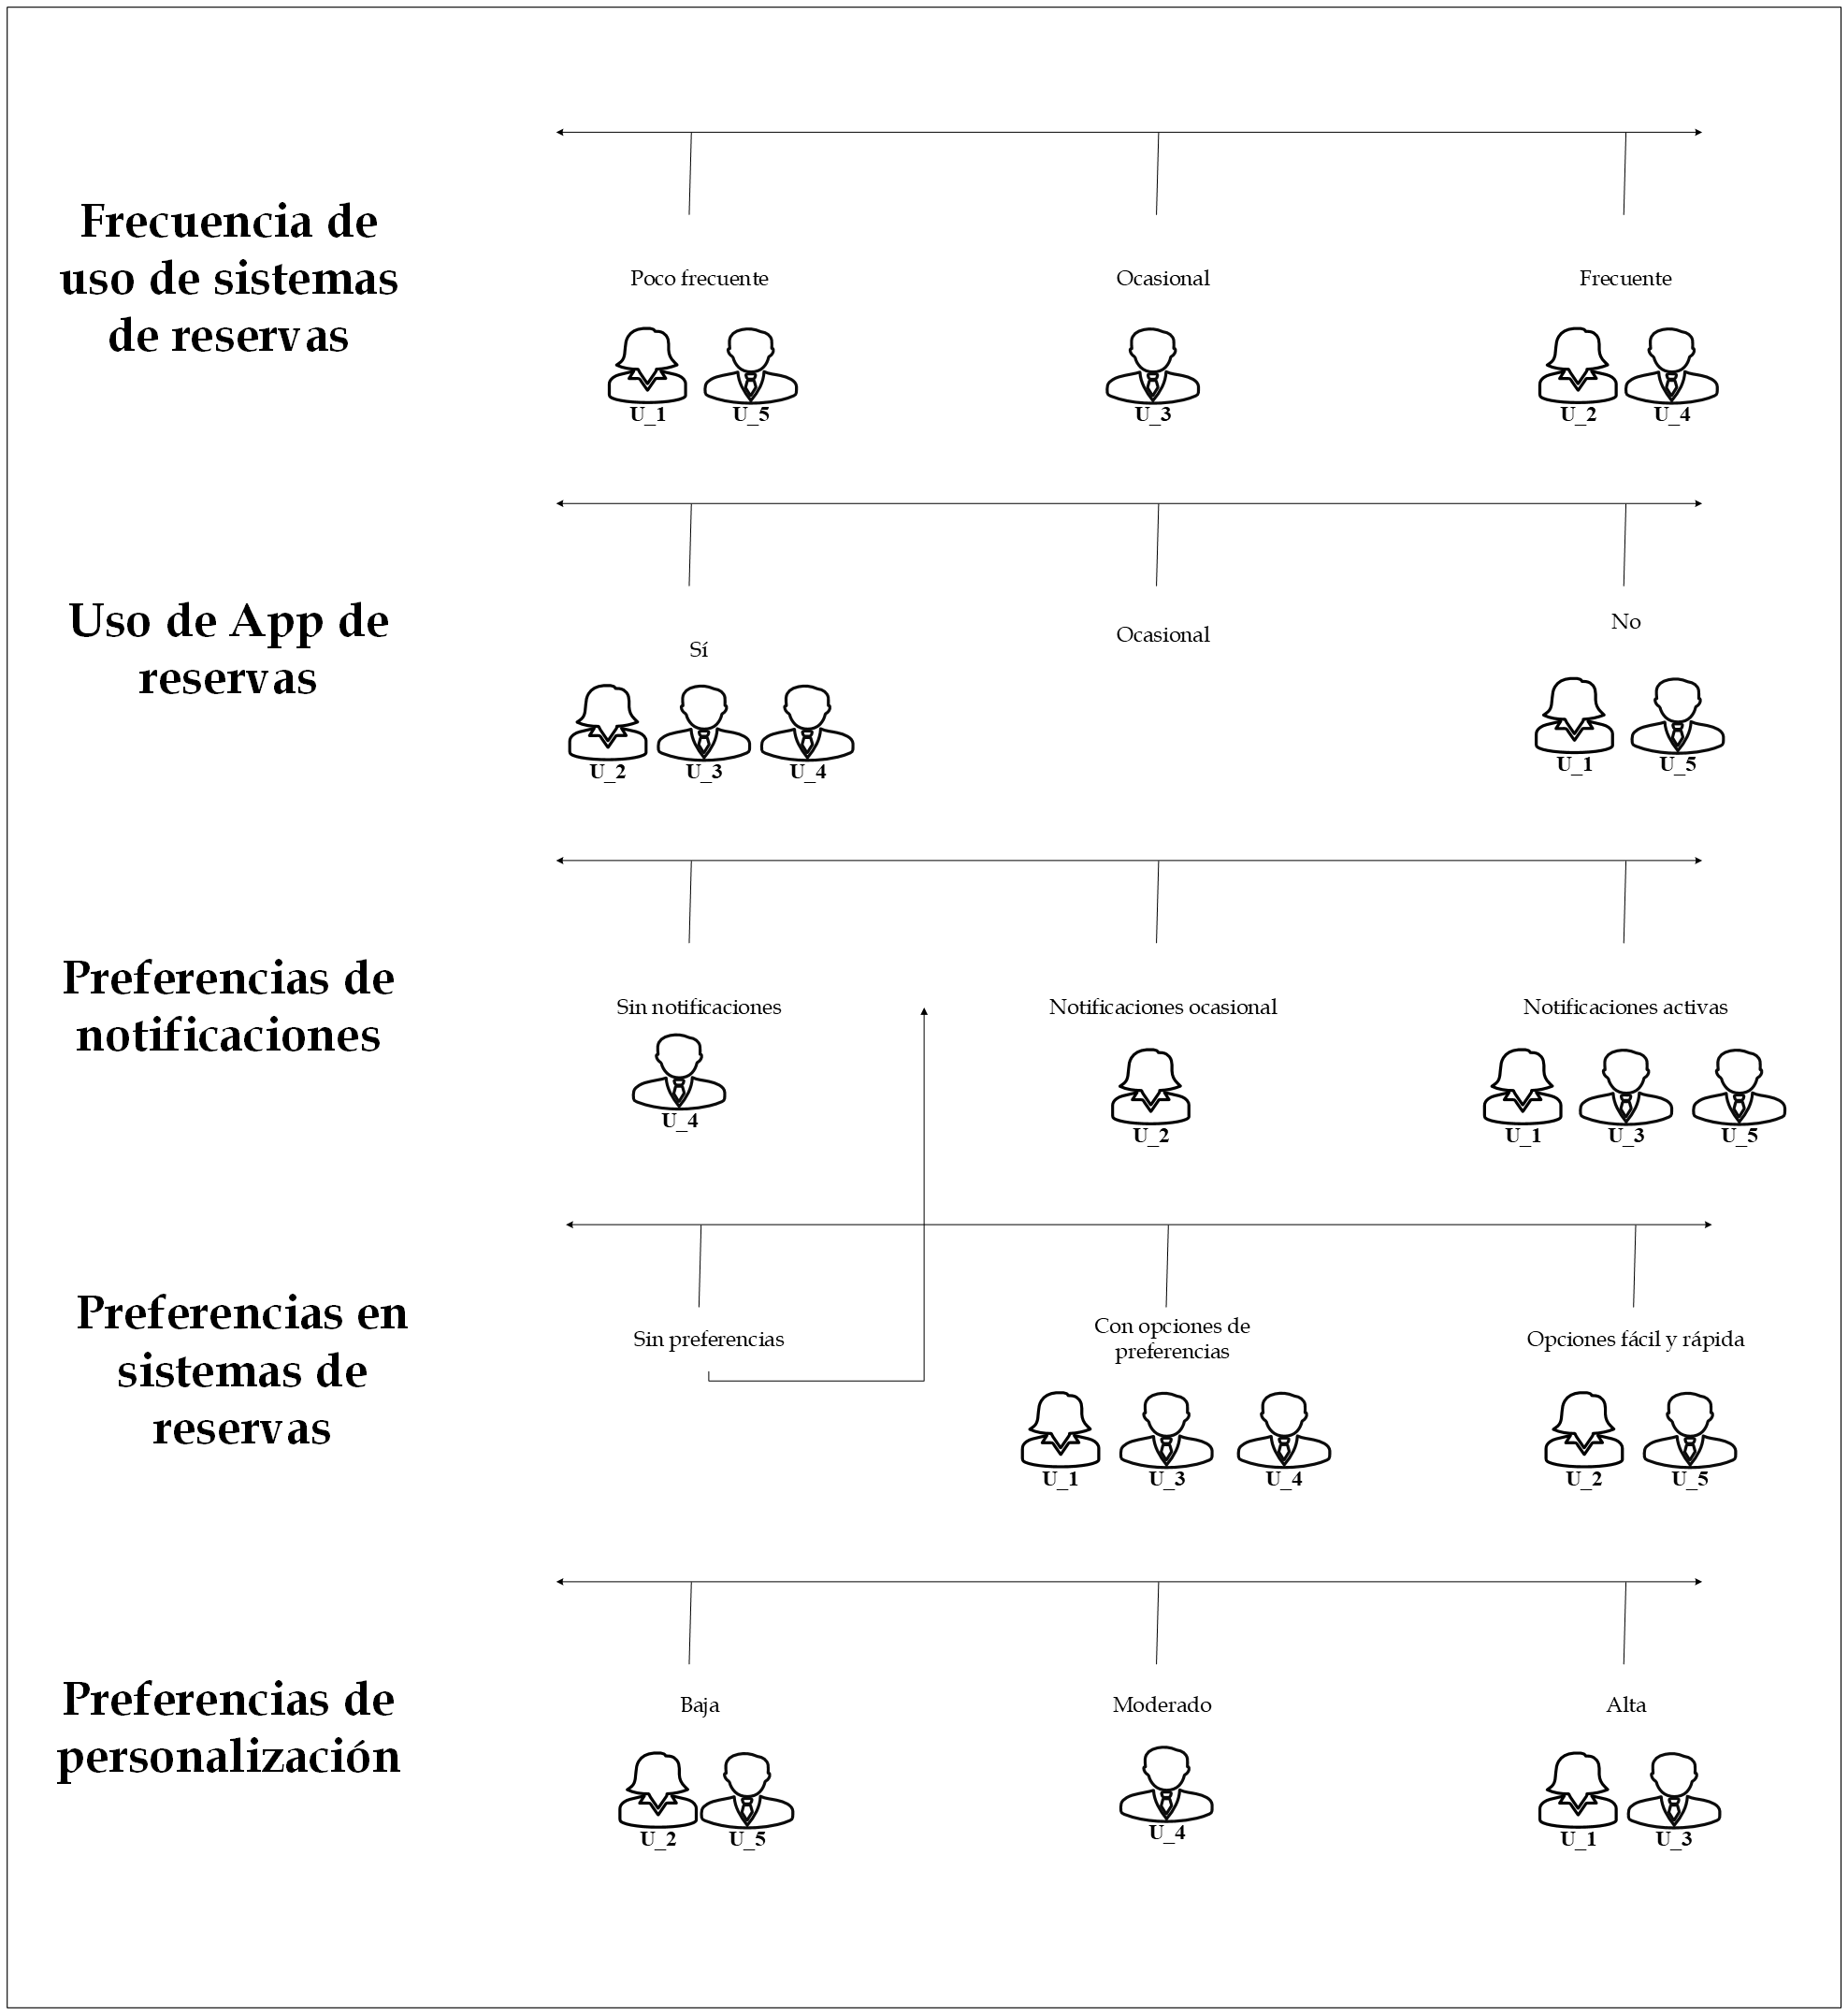 Frecuencia de
uso de sistemas
de reservas
Poco frecuente
Ocasional
Frecuente
U_1
U_5
U_3
U_2
U_4
Uso de App de
reservas
Sí
Ocasional
No
U_2
U_3
U_4
U_1
U_5
Preferencias de
notificaciones
Sin notificaciones
Notificaciones ocasional
Notificaciones activas
U_4
U_2
U_1
U_3
U_5
Preferencias en
sistemas de
reservas
Sin preferencias
Con opciones de
preferencias
Opciones fácil y rápida
U_1
U_3
U_4
U_2
U_5
Preferencias de
personalización
Baja
Moderado
Alta
U_2
U_5
U_4
U_1
U_3